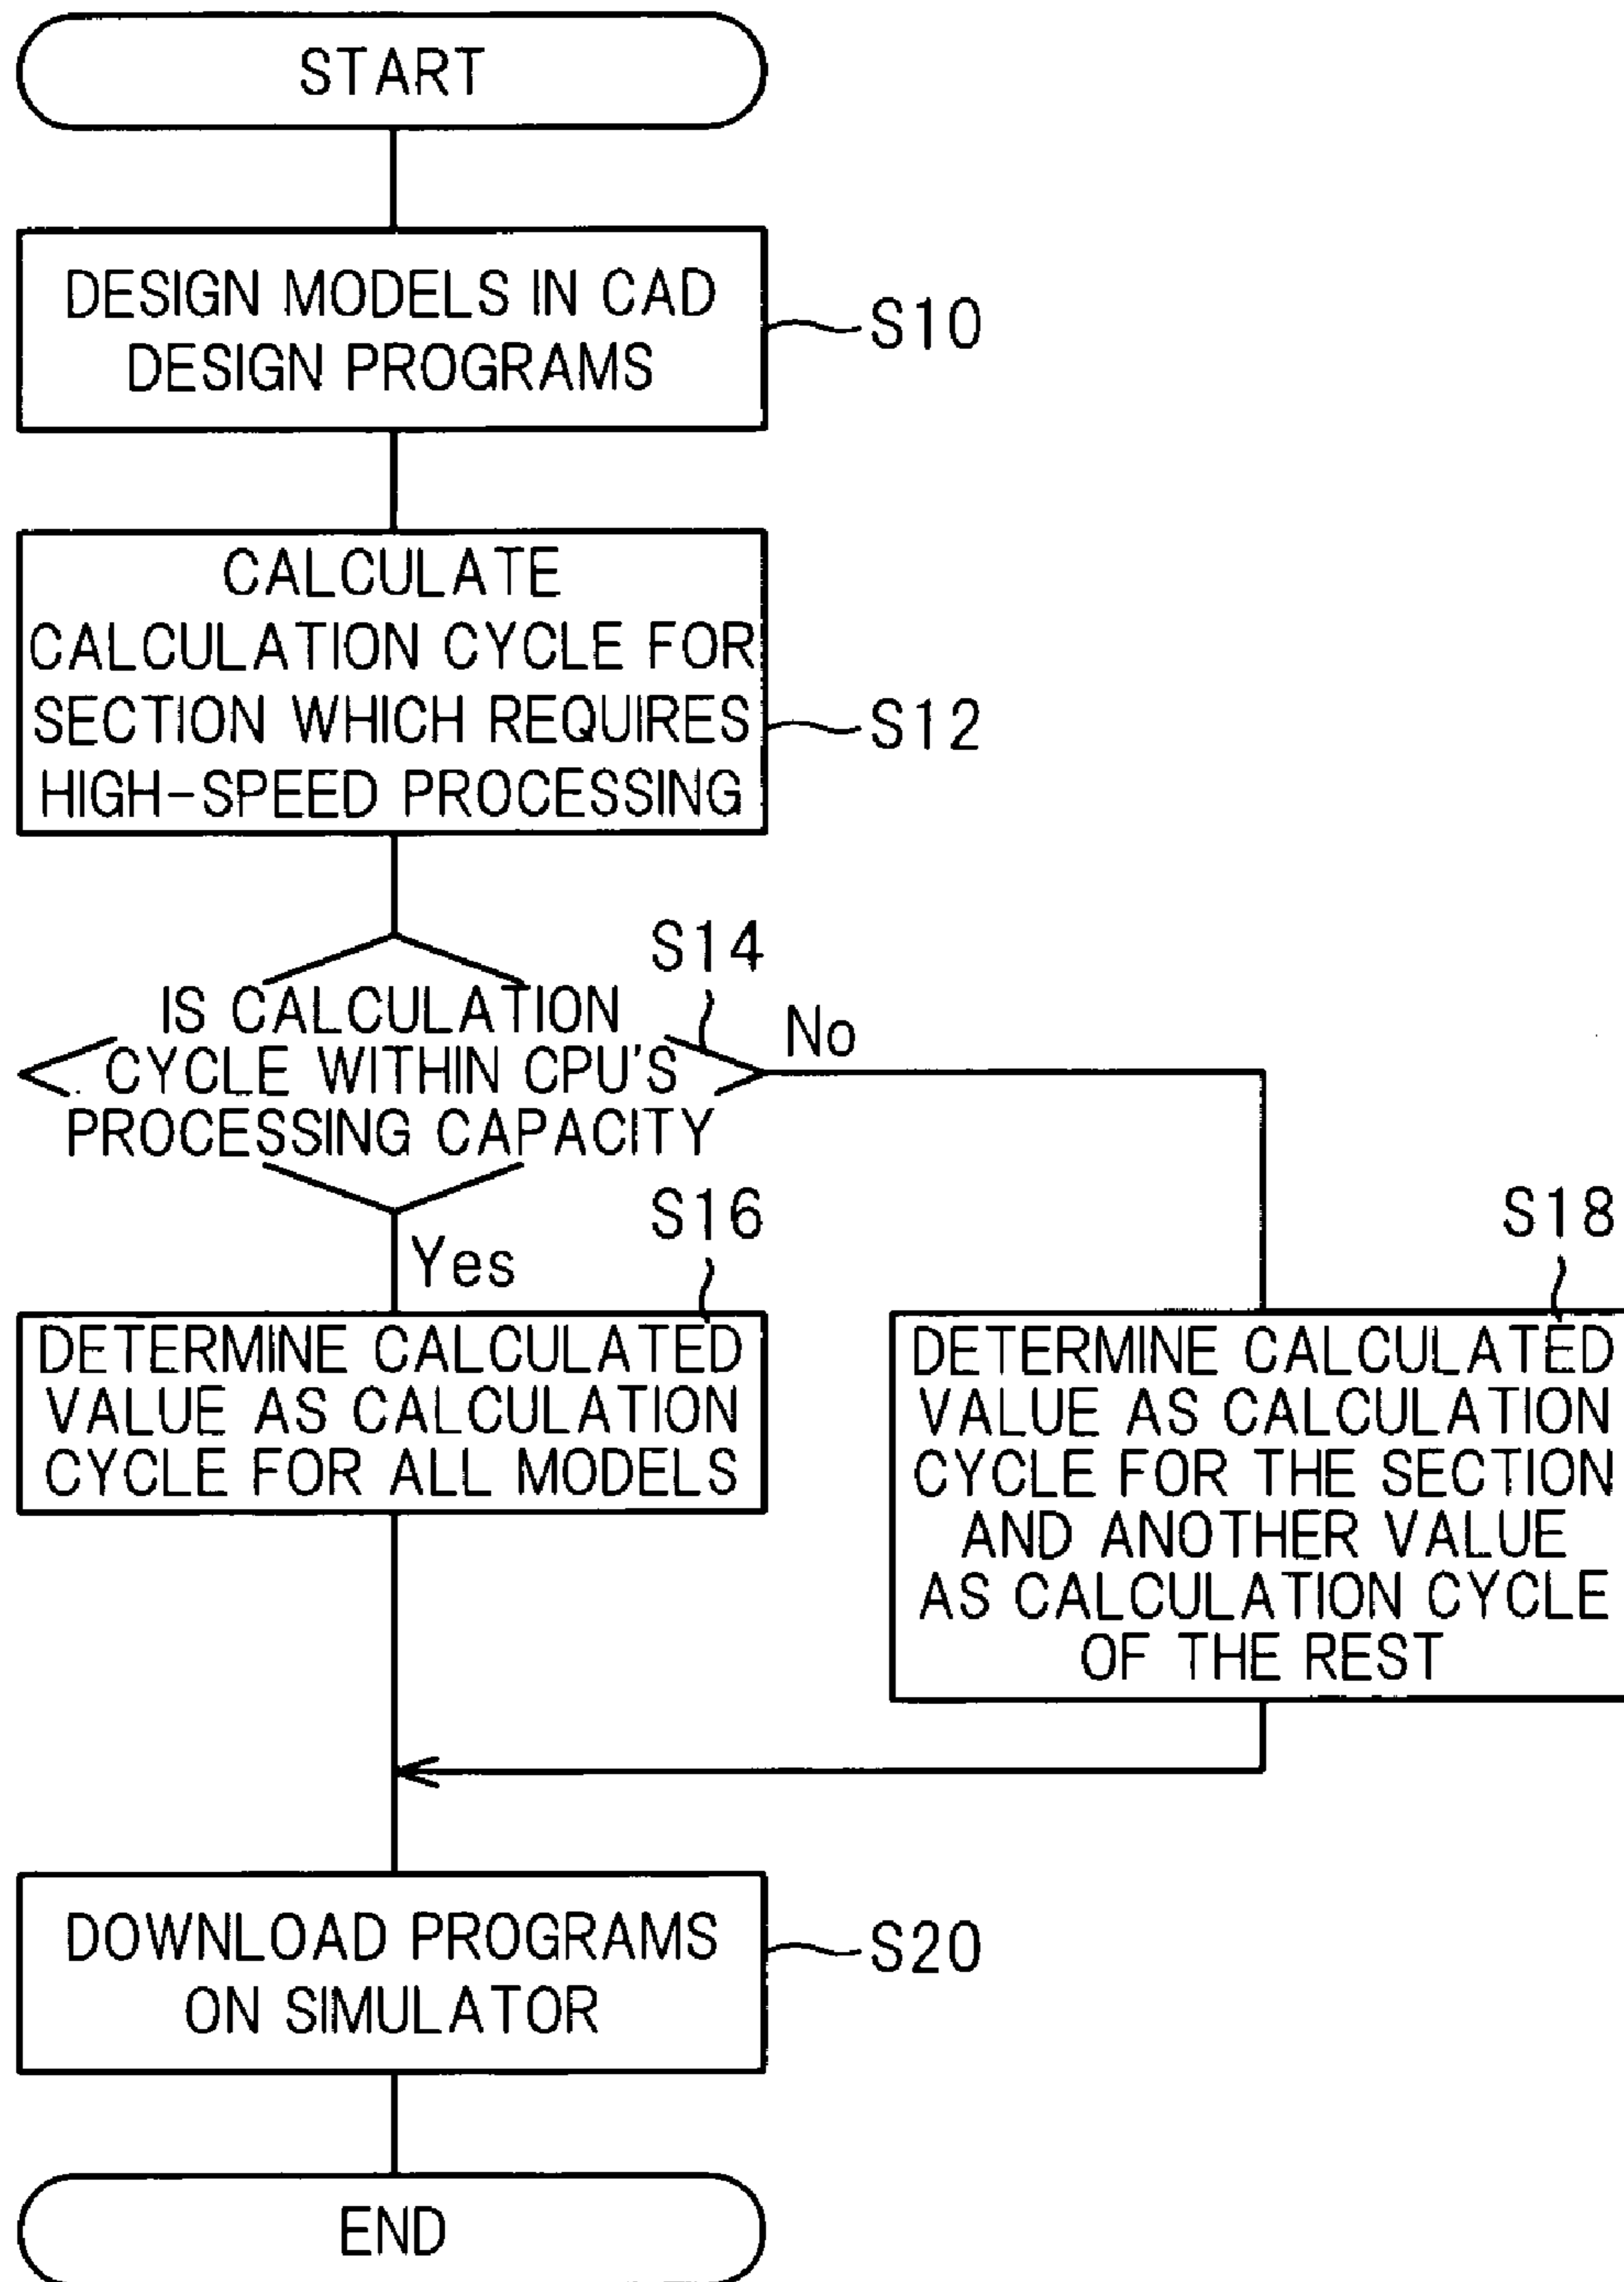 START
DESIGN MODELS IN CAD
DESIGN PROGRAMS
S10
CALCULATE
CALCULATION CYCLE FOR
SECTION WHICH REQUIRES
HIGH-SPEED PROCESSING
S12
S14
IS CALCULATION
CYCLE WITHIN CPU'S
PROCESSING CAPACITY
No
Yes
S16
DETERMINE CALCULATED
VALUE AS CALCULATION
CYCLE FOR ALL MODELS
S18
DETERMINE CALCULATED
VALUE AS CALCULATION
CYCLE FOR THE SECTION
AND ANOTHER VALUE
AS CALCULATION CYCLE
OF THE REST
DOWNLOAD PROGRAMS
ON SIMULATOR
S20
END